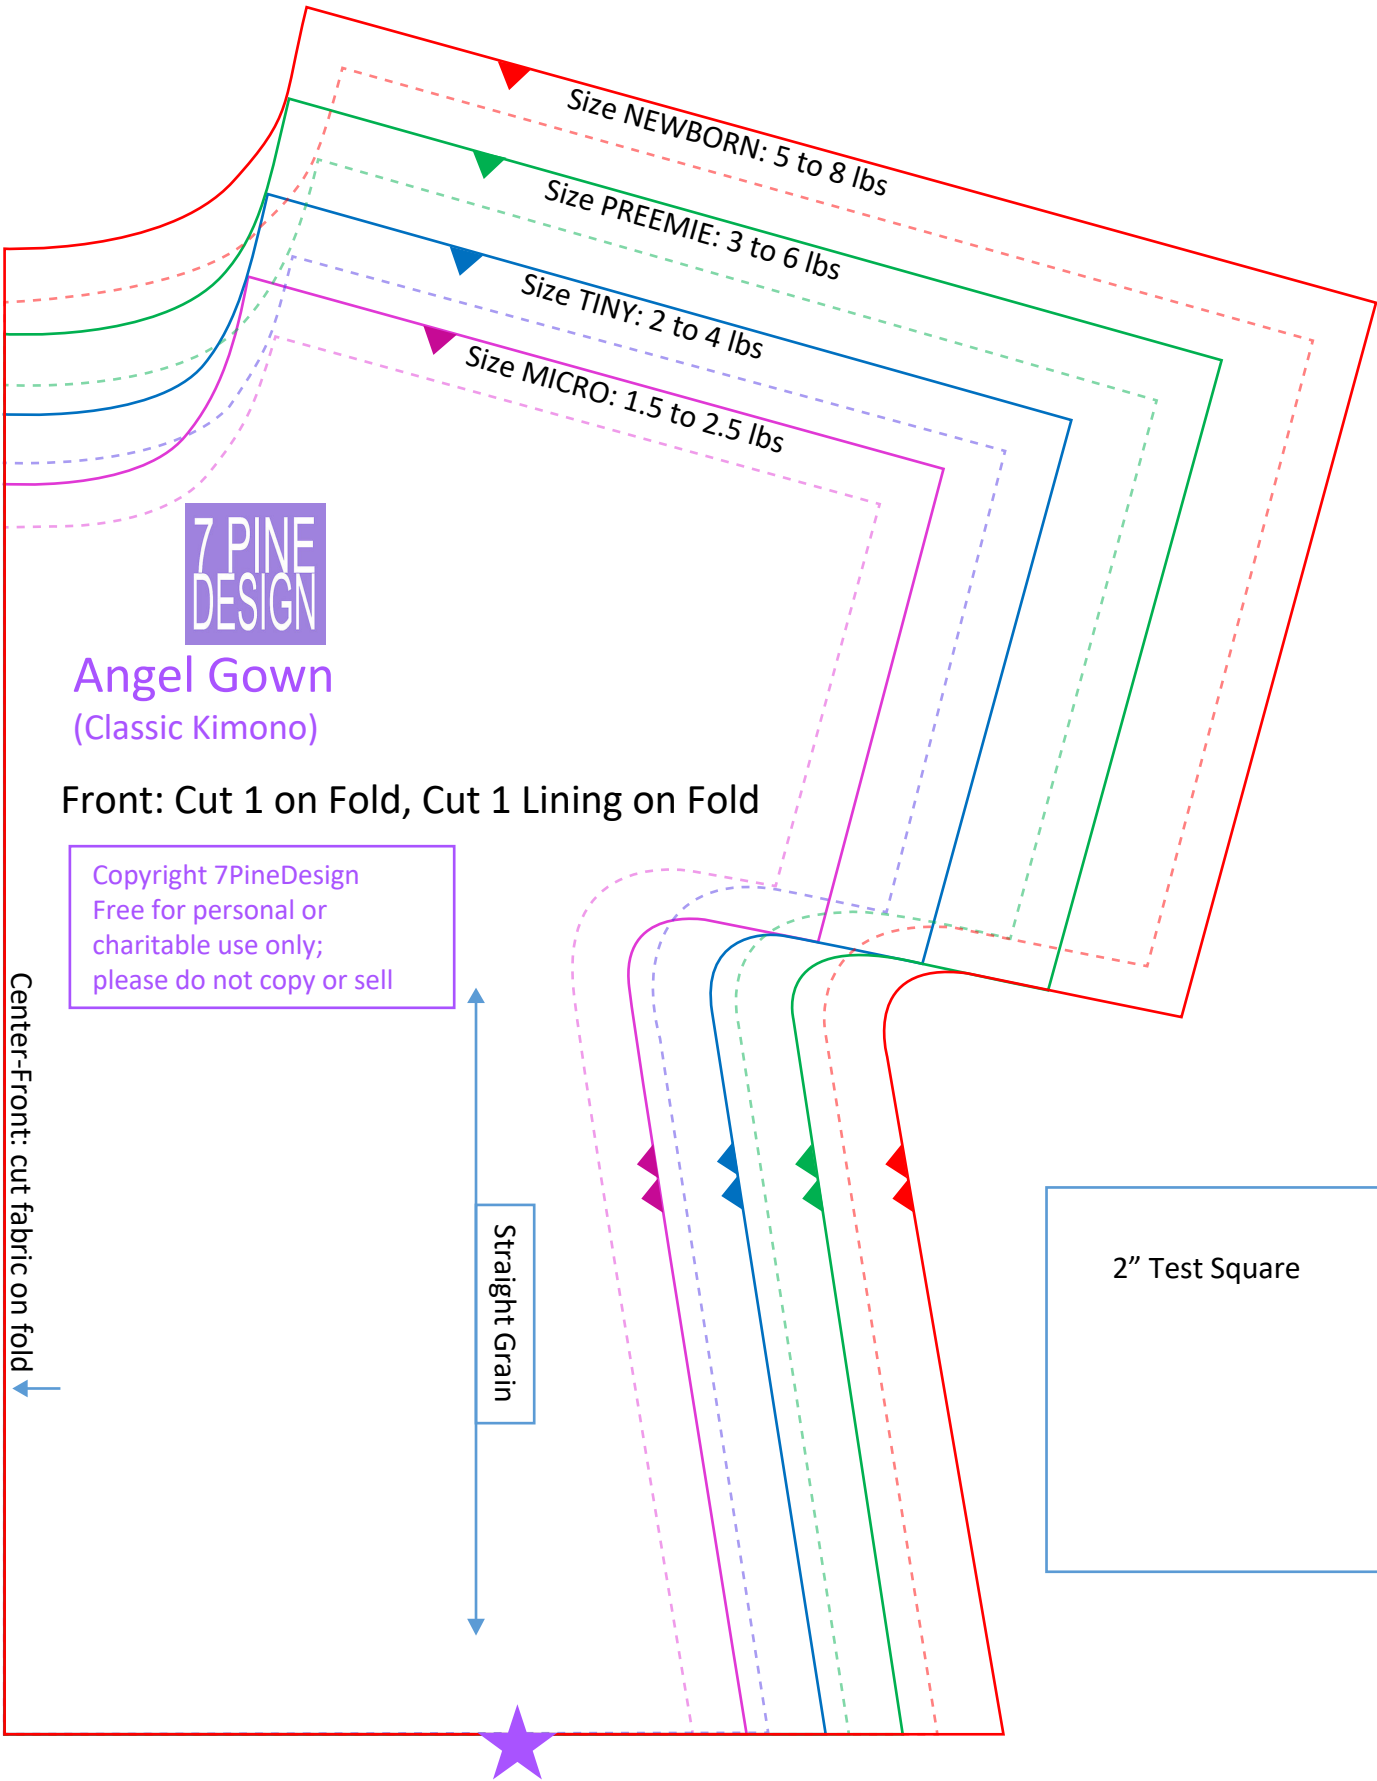 Size NEWBORN: 5 to 8 lbs
Size PREEMIE: 3 to 6 lbs
Size TINY: 2 to 4 lbs
Size MICRO: 1.5 to 2.5 lbs
7 PINE
DESIGN
Angel Gown
(Classic Kimono)
Front: Cut 1 on Fold, Cut 1 Lining on Fold
Copyright 7PineDesign
Free for personal or
charitable use only;
please do not copy or sell
Center-Front: cut fabric on fold
Straight Grain
2” Test Square